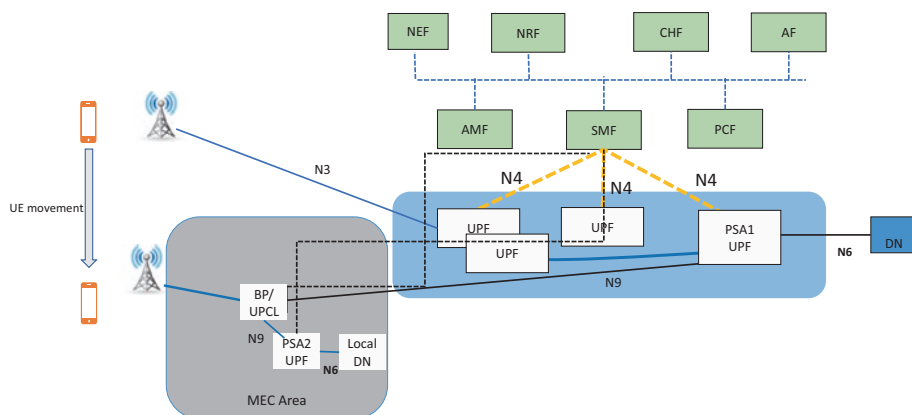 NEF
NRF
CHF
AF
AMF
SMF
PCF
N3
N4
N4
N4
UE movement
UPF
UPF
UPF
PSA1
UPF
N6
DN
N9
BP/
UPCL
N9
PSA2
UPF
N6
Local
DN
MEC Area